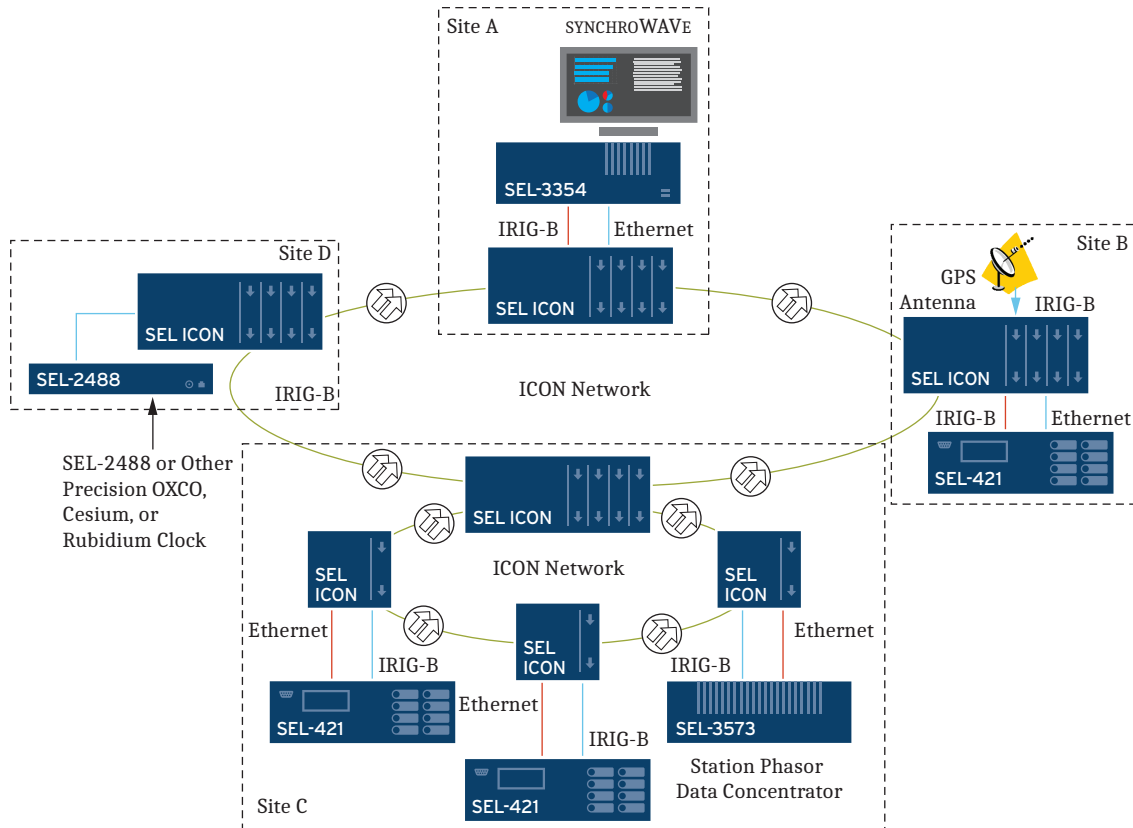 Site A
SYNCHROWAVE
SEL-3354
IRIG-B
Ethernet
SEL ICON
Site D
SEL ICON
SEL-2488
IRIG-B
SEL-2488 or Other
Precision OXCO,
Cesium, or
Rubidium Clock
ICON Network
Site B
GPS
Antenna
IRIG-B
SEL ICON
IRIG-B
Ethernet
SEL-421
SEL ICON
ICON Network
SEL
ICON
Ethernet
IRIG-B
SEL-421
SEL
ICON
Ethernet
IRIG-B
SEL-421
SEL
ICON
Ethernet
IRIG-B
SEL-3573
Station Phasor
Data Concentrator
Site C